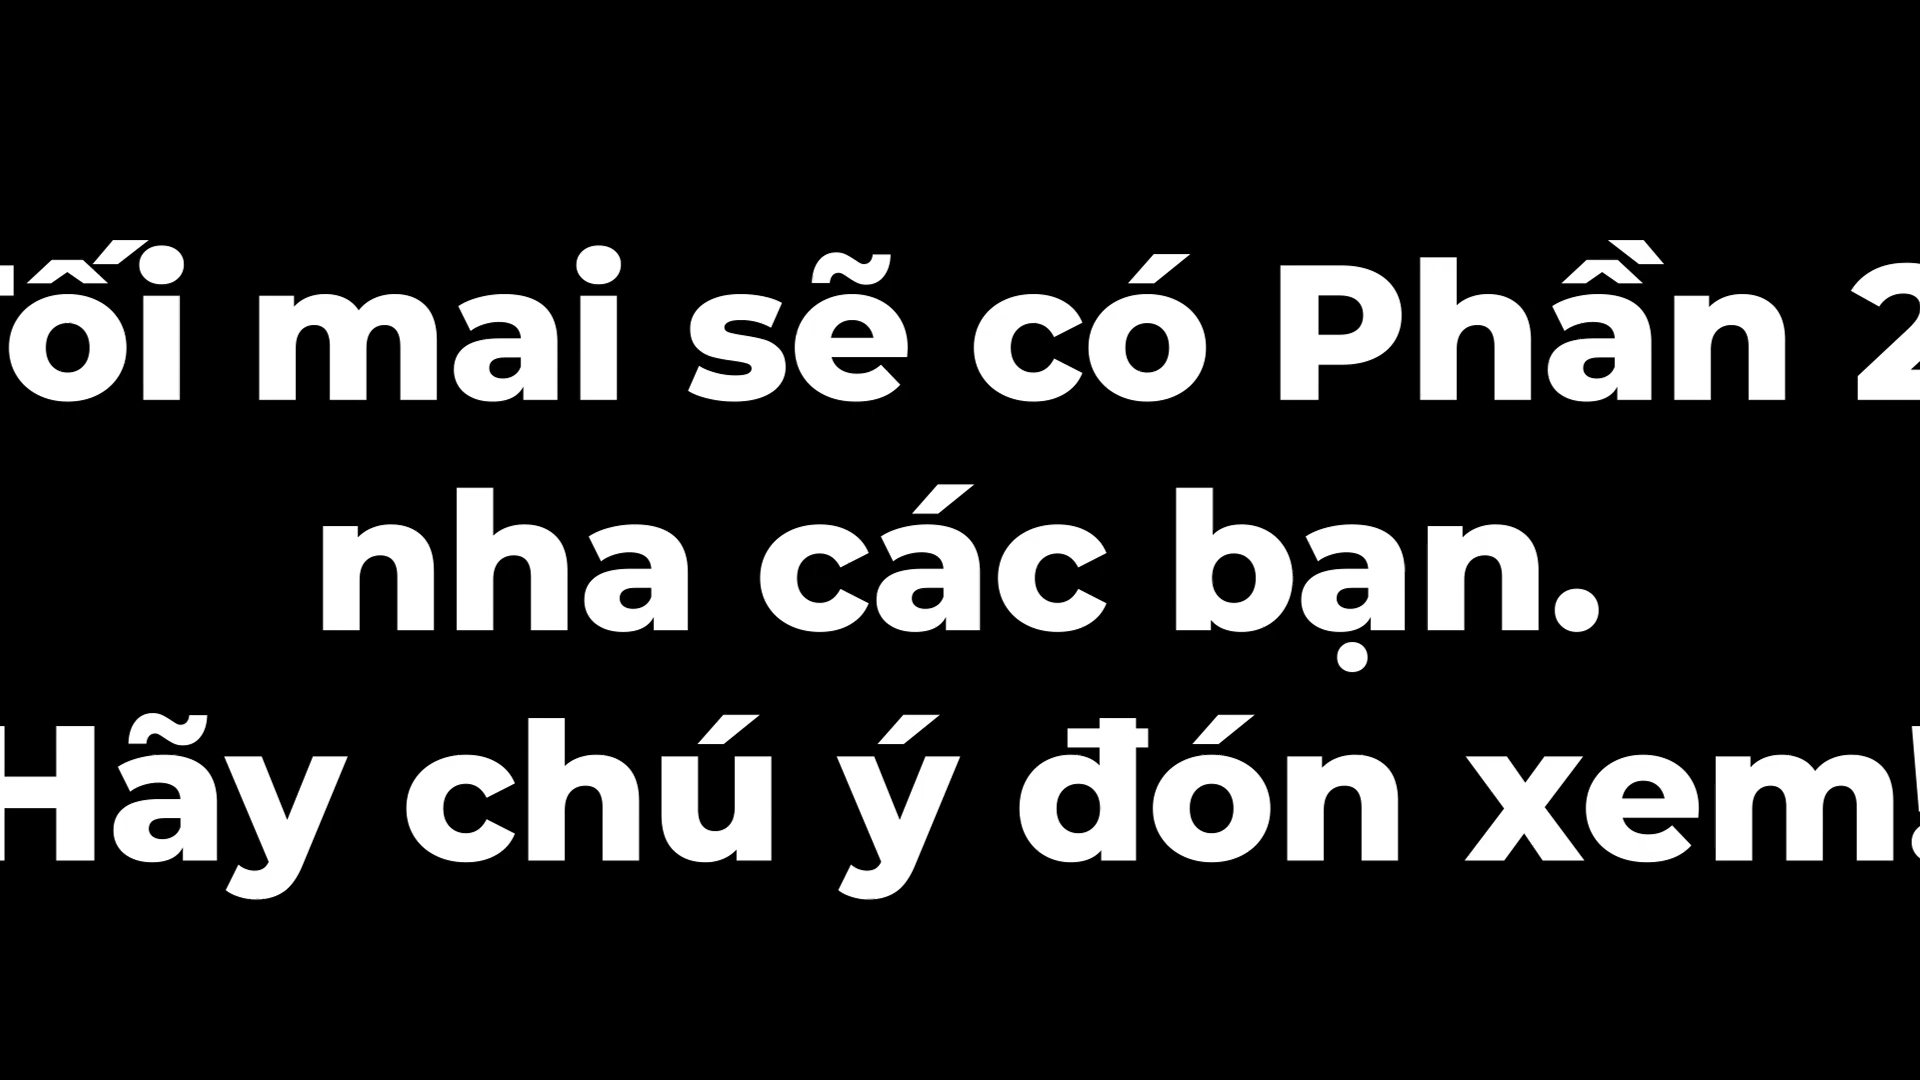 Tối mai sẽ có Phần 2
nha các bạn.
Hãy chú ý đón xem!